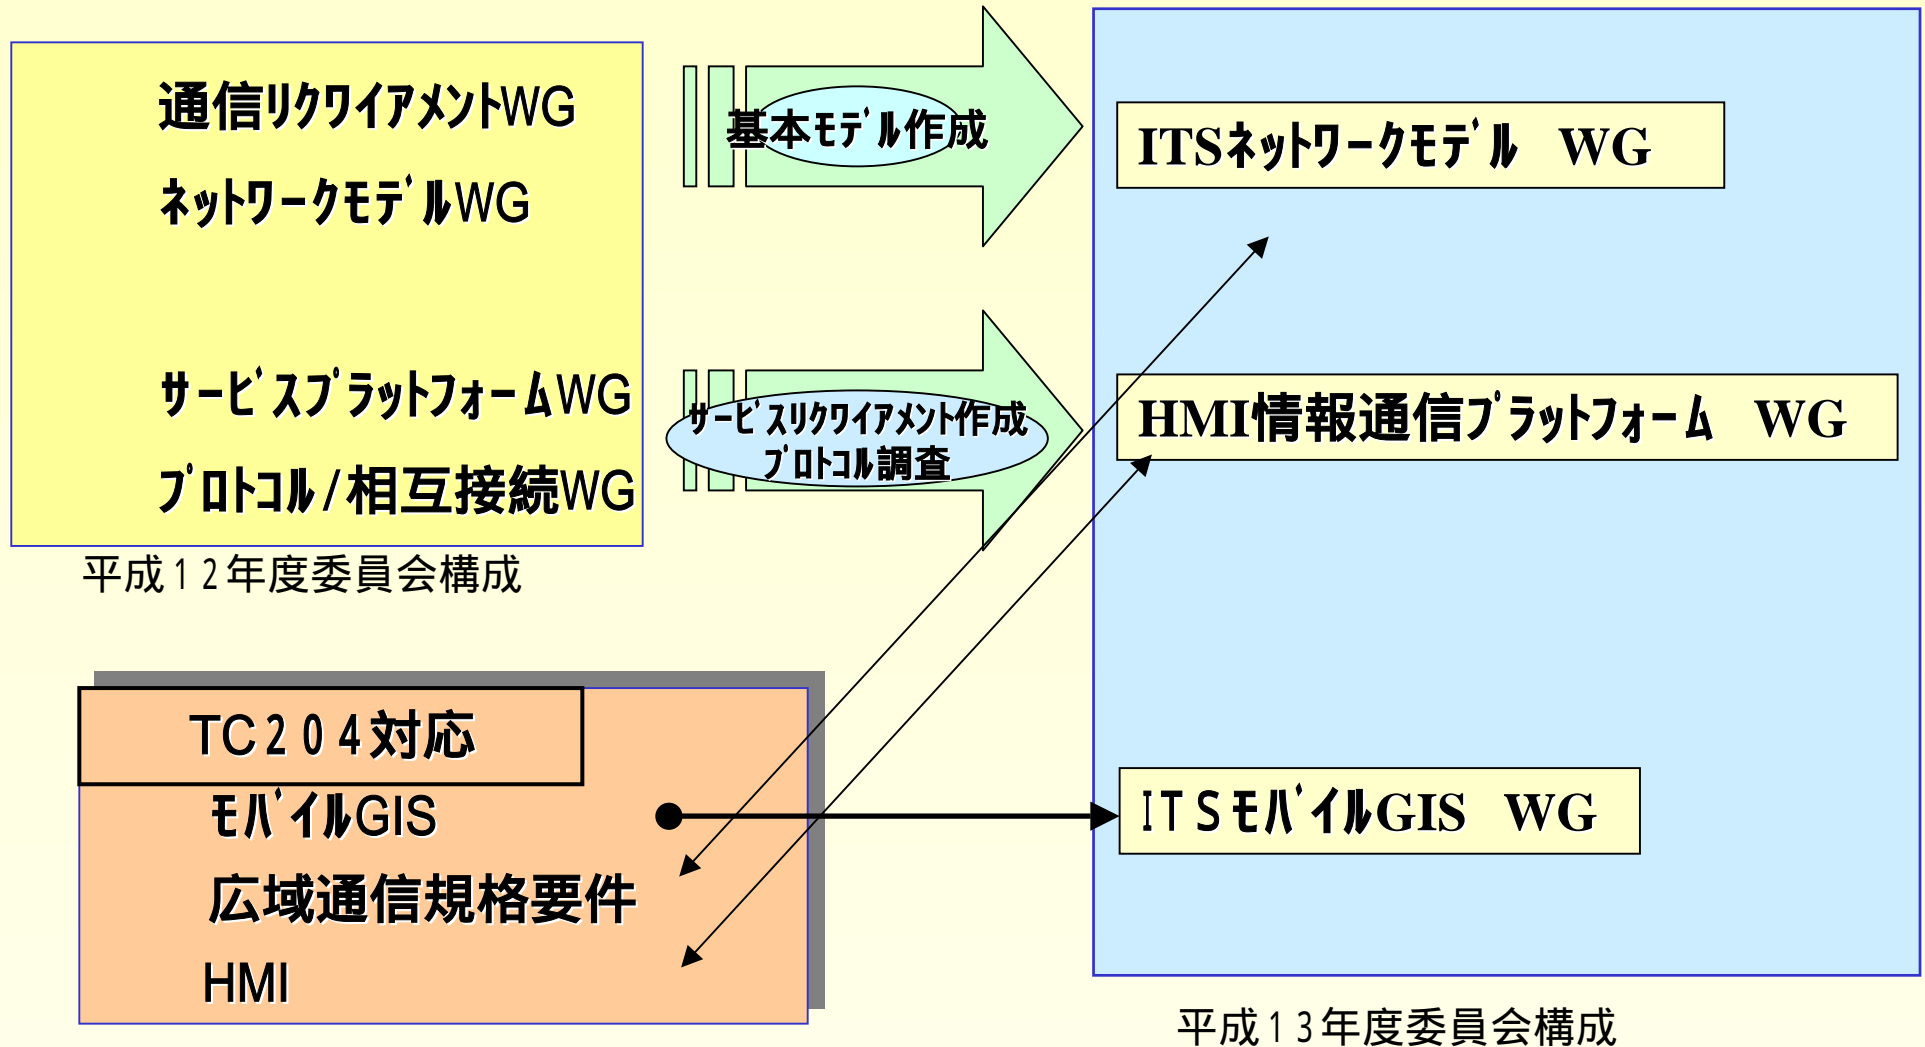 通信ﾘｸﾜｲｱﾒﾝﾄWG
ﾈｯﾄﾜｰｸﾓﾃﾞﾙWG
ｻｰﾋﾞｽﾌﾟﾗｯﾄﾌｫｰﾑWG
ﾌﾟﾛﾄｺﾙ/相互接続WG
平成１２年度委員会構成
基本ﾓﾃﾞﾙ作成
ｻｰﾋﾞｽﾘｸﾜｲｱﾒﾝﾄ作成
ﾌﾟﾛﾄｺﾙ調査
ITSﾈｯﾄﾜｰｸﾓﾃﾞﾙ　WG
HMI情報通信ﾌﾟﾗｯﾄﾌｫｰﾑ　WG
ＩＴＳﾓﾊﾞｲﾙGIS　WG
平成１３年度委員会構成
TC２０４対応
ﾓﾊﾞｲﾙGIS
広域通信規格要件
HMI